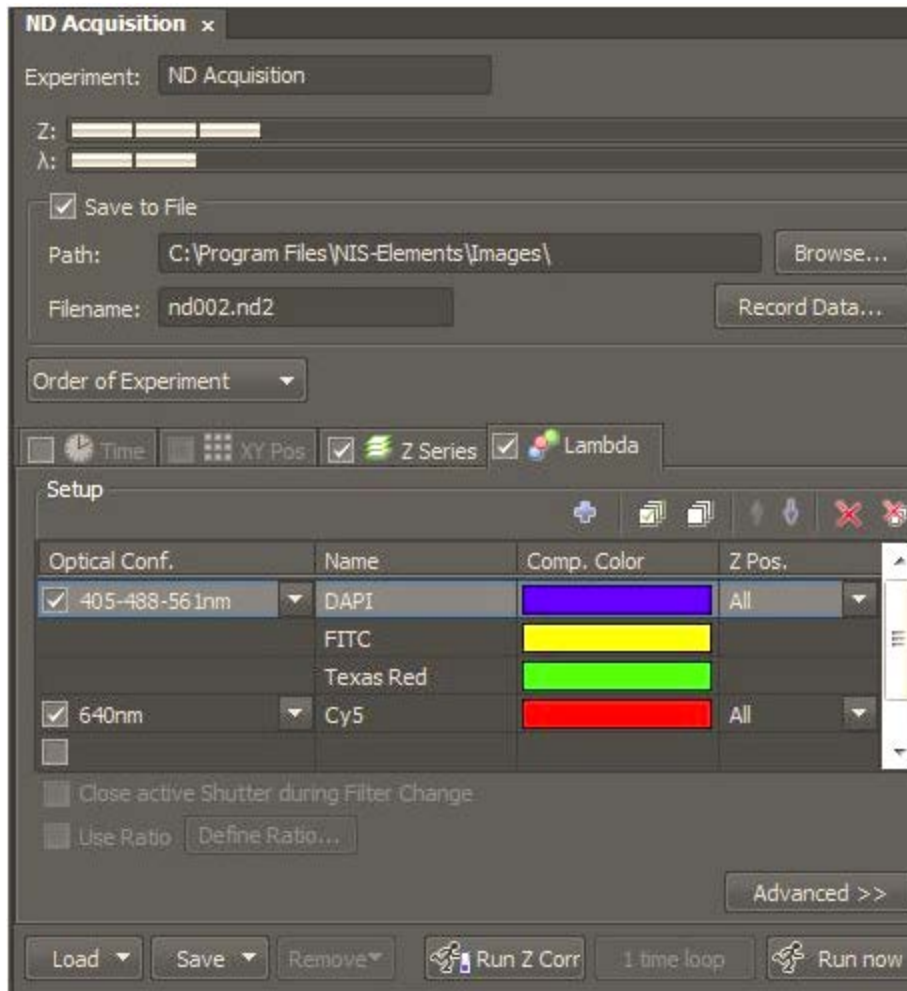 ND Acquisition x
Experiment: ND Acquisition
Z:
λ:
Save to File
Path: C:\Program Files\NIS-Elements\Images\ Browse...
Filename: nd002.nd2 Record Data...
Order of Experiment
Time XY Pos Z Series Lambda
Setup
Optical Conf. Name Comp. Color Z Pos.
405-488-561nm DAPI All
FITC
Texas Red
640nm Cy5 All
Close active Shutter during Filter Change
Use Ratio Define Ratio...
Advanced >>
Load Save Remove Run Z Corr 1 time loop Run now